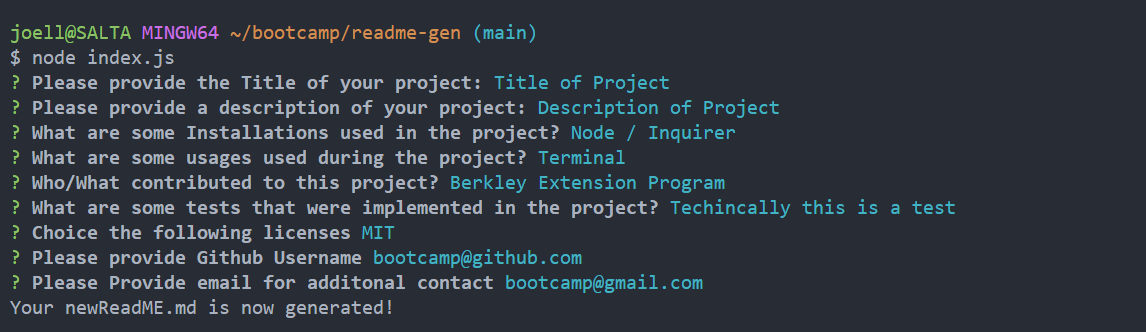 joell@SALTA MINGW64 ~/bootcamp/readme-gen (main)
$ node index.js
? Please provide the Title of your project: Title of Project
? Please provide a description of your project: Description of Project
? What are some Installations used in the project? Node / Inquirer
? What are some usages used during the project? Terminal
? Who/What contributed to this project? Berkley Extension Program
? What are some tests that were implemented in the project? Techincally this is a test
? Choice the following licenses MIT
? Please provide Github Username bootcamp@github.com
? Please Provide email for additonal contact bootcamp@gmail.com
Your newReadME.md is now generated!